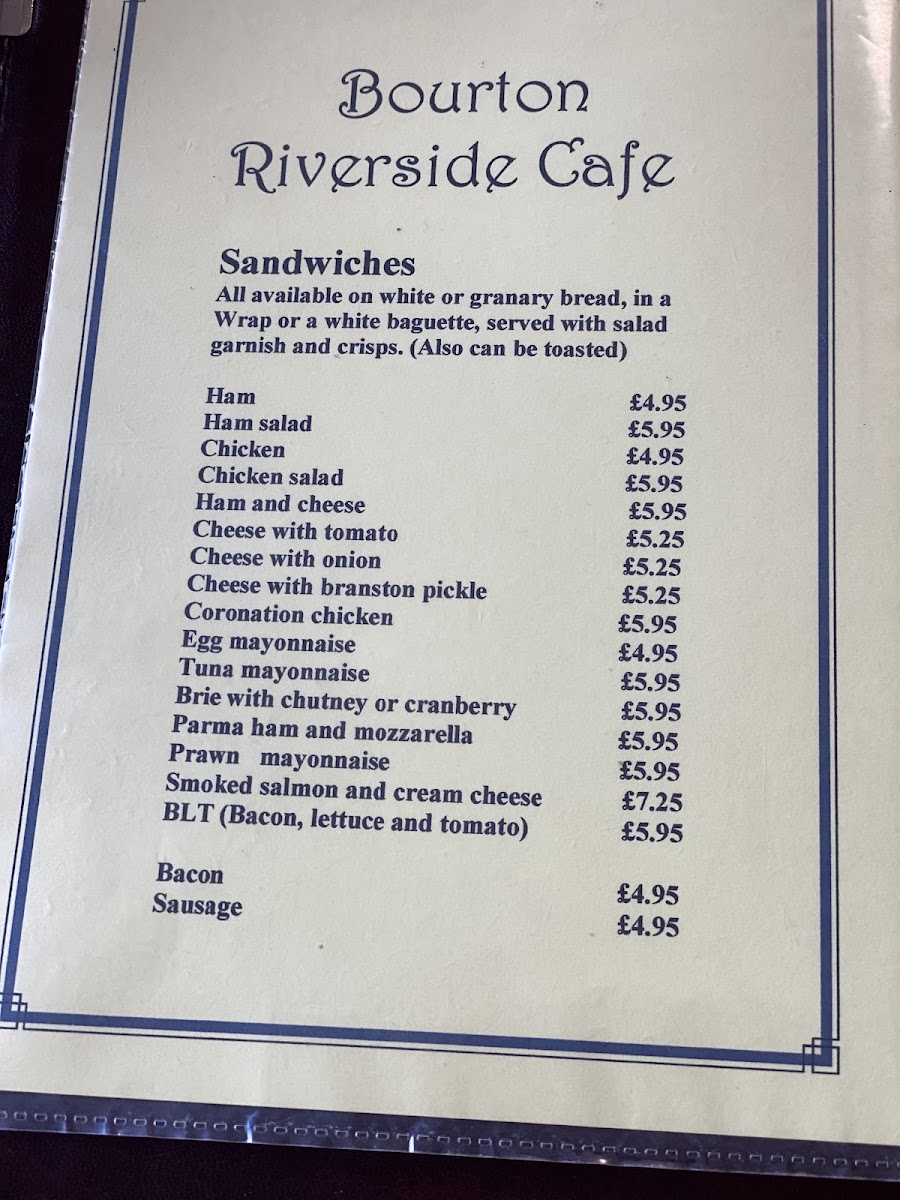 Bourton
Riverside Cafe
Sandwiches
All available on white or granary bread, in a
Wrap or a white baguette, served with salad
garnish and crisps. (Also can be toasted)
Ham £4.95
Ham salad £5.95
Chicken £4.95
Chicken salad £5.95
Ham and cheese £5.95
Cheese with tomato £5.25
Cheese with onion £5.25
Cheese with branston pickle £5.25
Coronation chicken £5.95
Egg mayonnaise £4.95
Tuna mayonnaise £5.95
Brie with chutney or cranberry £5.95
Parma ham and mozzarella £5.95
Prawn mayonnaise £5.95
Smoked salmon and cream cheese £7.25
BLT (Bacon, lettuce and tomato) £5.95
Bacon £4.95
Sausage £4.95